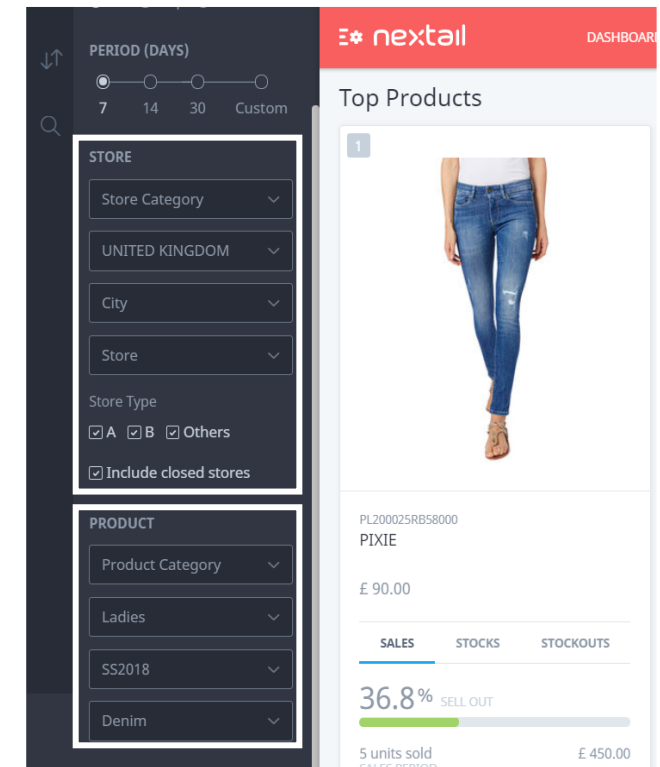 PERIOD (DAYS)
7 14 30 Custom
STORE
Store Category
UNITED KINGDOM
City
Store
Store Type
A B Others
Include closed stores
PRODUCT
Product Category
Ladies
SS2018
Denim
nextail
DASHBOAR
Top Products
1
PL200025RB58000
PIXIE
£ 90.00
SALES STOCKS STOCKOUTS
36.8% SELL OUT
5 units sold £ 450.00
SALES PERIOD